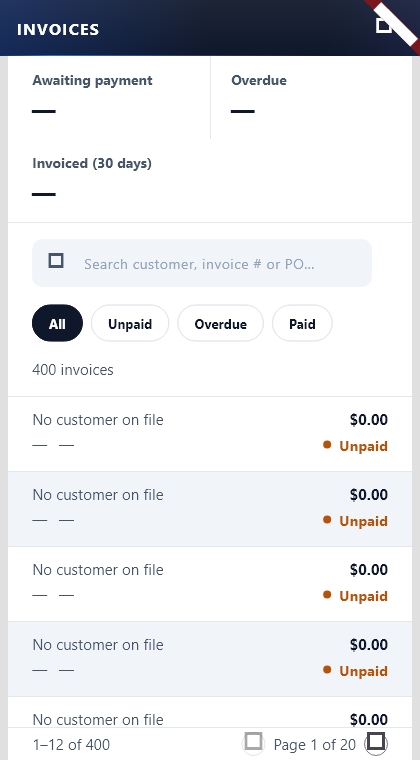 INVOICES
Awaiting payment
—
Overdue
—
Invoiced (30 days)
—
Search customer, invoice # or PO...
All
Unpaid
Overdue
Paid
400 invoices
No customer on file
$0.00
— —
Unpaid
No customer on file
$0.00
— —
Unpaid
No customer on file
$0.00
— —
Unpaid
No customer on file
$0.00
— —
Unpaid
No customer on file
$0.00
1–12 of 400
Page 1 of 20